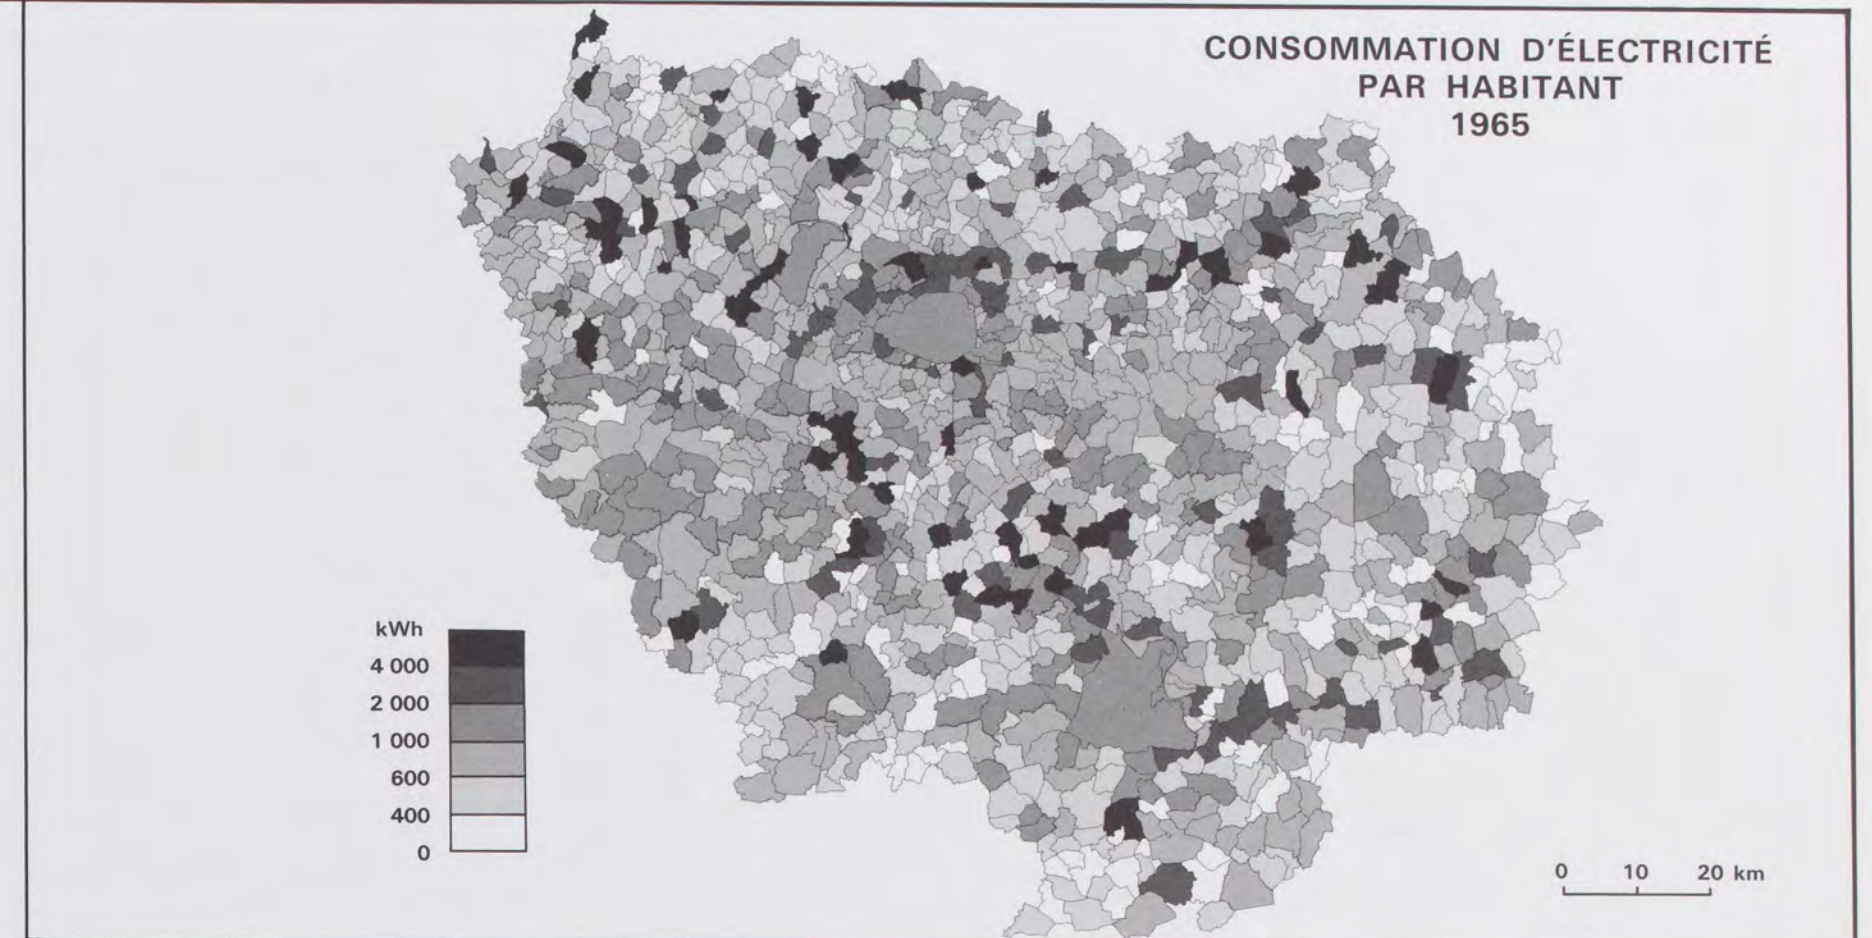 CONSOMMATION D'ÉLECTRICITÉ
PAR HABITANT
1965
kWh
4 000
2 000
1 000
600
400
0
0 10 20 km